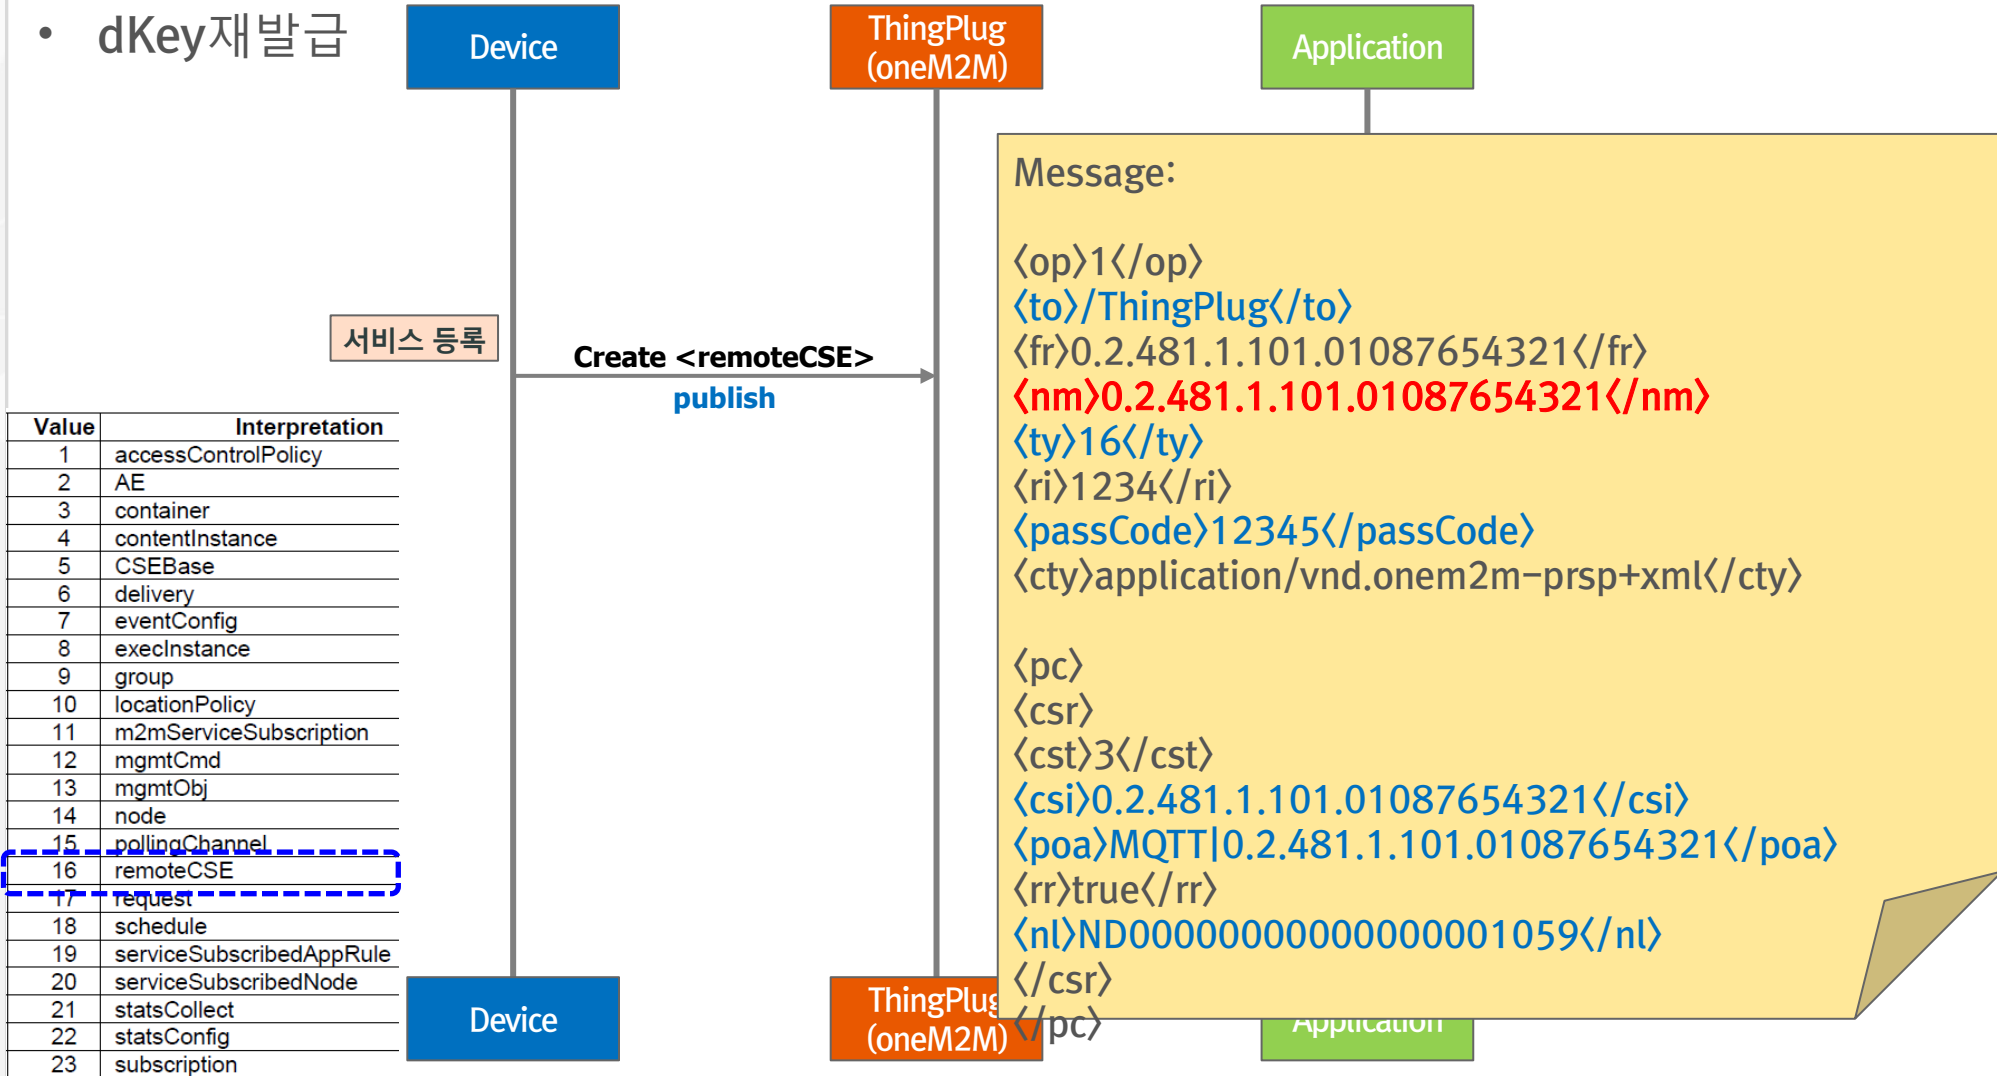 • dKey재발급
Device
ThingPlug
(oneM2M)
Application
서비스 등록
Create <remoteCSE>
publish
Value Interpretation
1 accessControlPolicy
2 AE
3 container
4 contentInstance
5 CSEBase
6 delivery
7 eventConfig
8 execInstance
9 group
10 locationPolicy
11 m2mServiceSubscription
12 mgmtCmd
13 mgmtObj
14 node
15 pollingChannel
16 remoteCSE
17 request
18 schedule
19 serviceSubscribedAppRule
20 serviceSubscribedNode
21 statsCollect
22 statsConfig
23 subscription
Message:
<op>1</op>
<to>/ThingPlug</to>
<fr>0.2.481.1.101.01087654321</fr>
<nm>0.2.481.1.101.01087654321</nm>
<ty>16</ty>
<ri>1234</ri>
<passCode>12345</passCode>
<cty>application/vnd.onem2m-prsp+xml</cty>
<pc>
<csr>
<cst>3</cst>
<csi>0.2.481.1.101.01087654321</csi>
<poa>MQTT|0.2.481.1.101.01087654321</poa>
<rr>true</rr>
<nl>ND00000000000000001059</nl>
</csr>
</pc>
Device
ThingPlug
(oneM2M)
Application